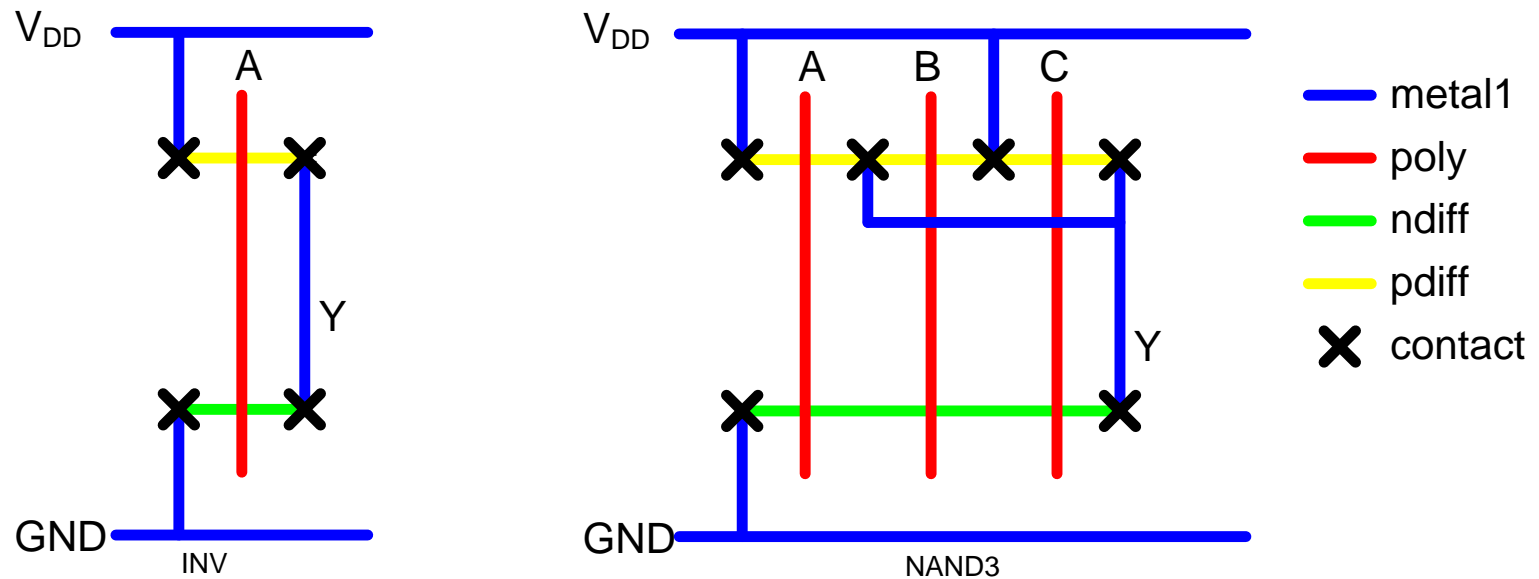 VDD
A
Y
GND
INV
VDD
A B C
Y
GND
NAND3
metal1
poly
ndiff
pdiff
contact